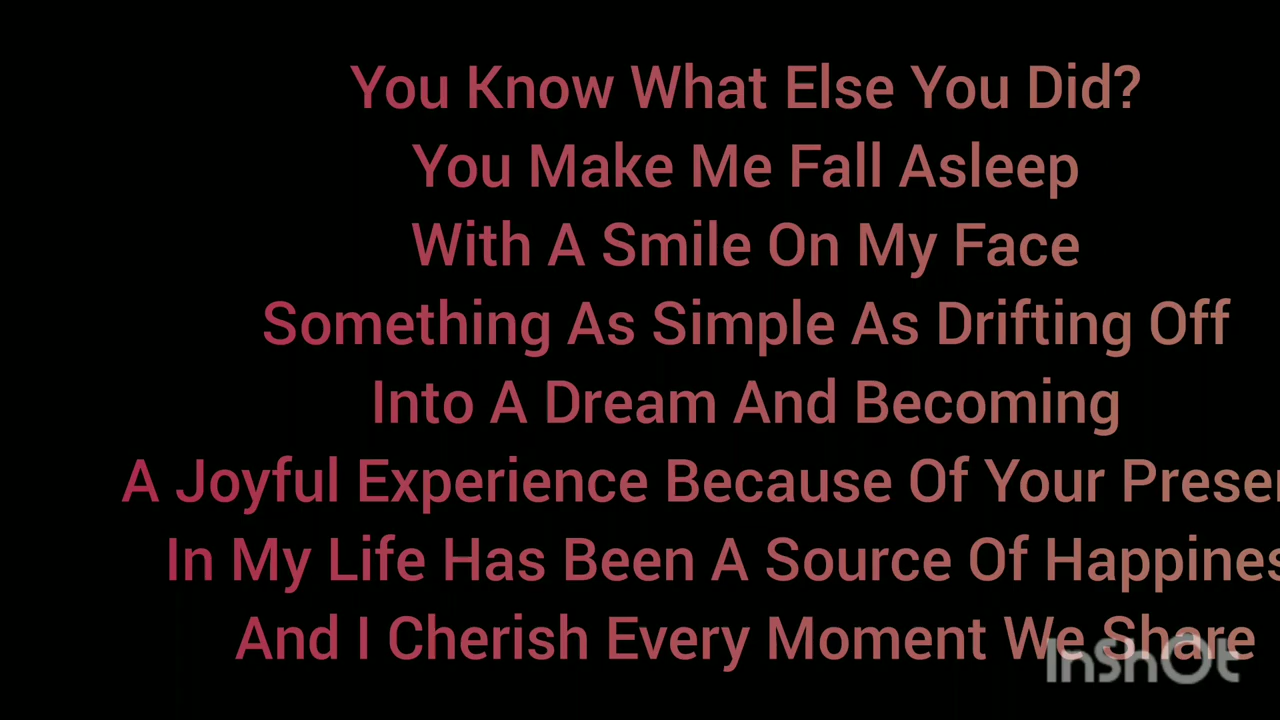 You Know What Else You Did?
You Make Me Fall Asleep
With A Smile On My Face
Something As Simple As Drifting Off
Into A Dream And Becoming
A Joyful Experience Because Of Your
In My Life Has Been A Source Of
And I Cherish Every Moment We Share
InShOt